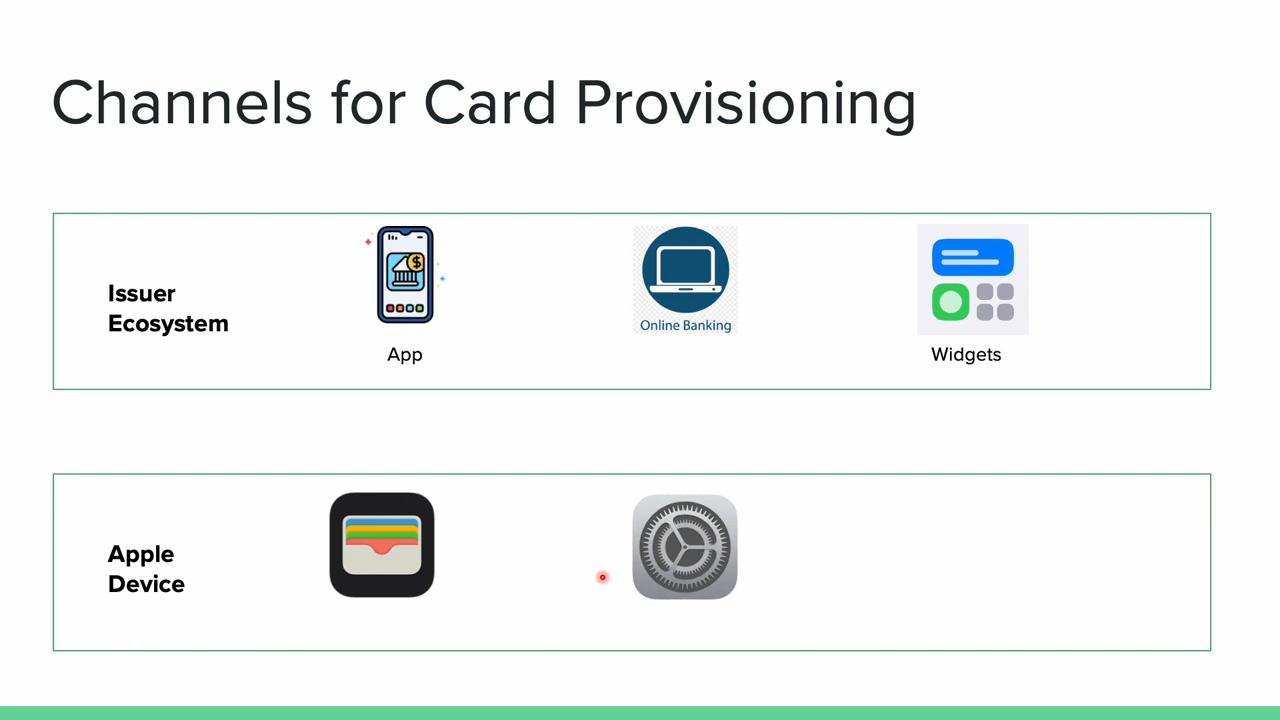 Channels for Card Provisioning
Issuer
Ecosystem
App
Online Banking
Widgets
Apple
Device